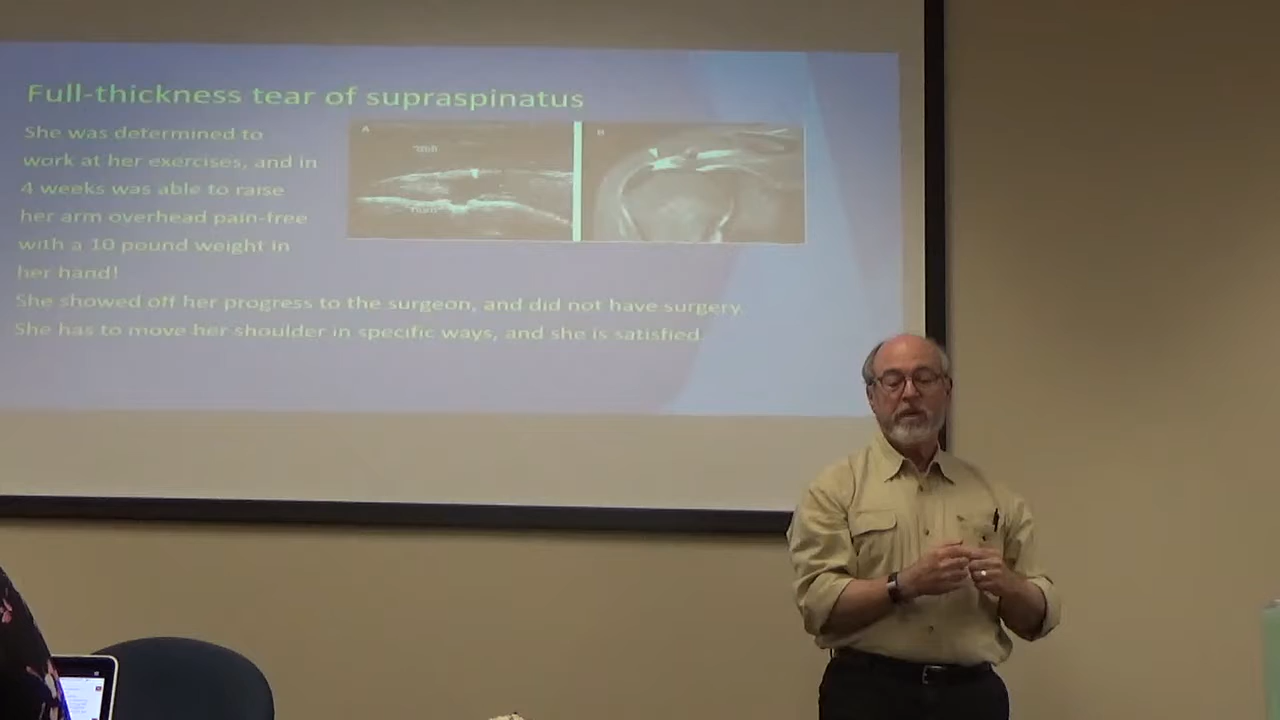 Full-thickness tear of supraspinatus
She was determined to
work at her exercises, and in
4 weeks was able to raise
her arm overhead pain-free
with a 10 pound weight in
her hand!
She showed off her progress to the surgeon, and did not have surgery.
She has to move her shoulder in specific ways, and she is satisfied
A
B